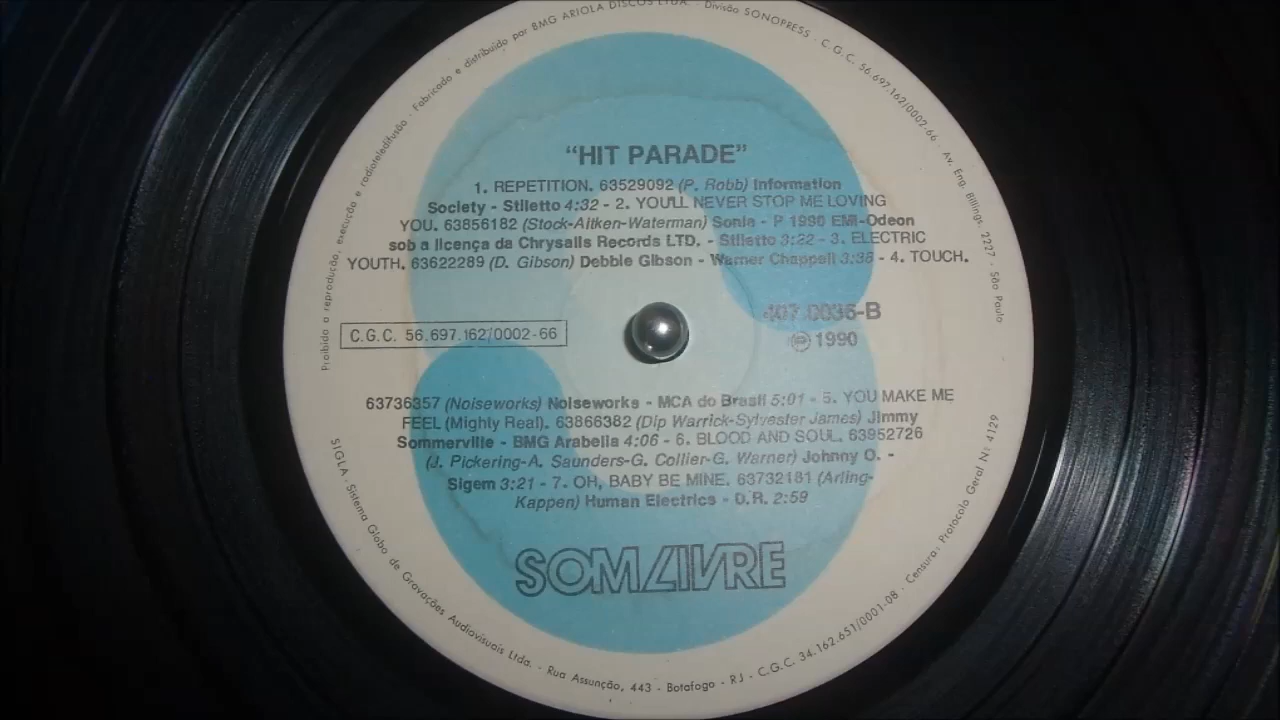 Proibido a reprodução, execução e radioteledifusão - Fabricado e distribuido por BMG ARIOLA DISCOS LTDA. Divisão SONOPRESS - C.G.C. 56.697.162/0002-66 - Av. Eng. Billings, 2227 - São Paulo
"HIT PARADE"
1. REPETITION. 63529092 (P. Robb) Information
Society - Stiletto 4:32 - 2. YOU'LL NEVER STOP ME LOVING
YOU. 63856182 (Stock-Aitken-Waterman) Sonia - P 1990 EMI-Odeon
sob a licença da Chrysalis Records LTD. - Stiletto 3:22 - 3. ELECTRIC
YOUTH. 63622289 (D. Gibson) Debbie Gibson - Warner Chappell 3:38 - 4. TOUCH.
407.0036-B
C.G.C. 56.697.162/0002-66
℗ 1990
63736357 (Noiseworks) Noiseworks - MCA do Brasil 5:01 - 5. YOU MAKE ME
FEEL (Mighty Real). 63866382 (Dip Warrick-Sylvester James) Jimmy
Sommerville - BMG Arabella 4:06 - 6. BLOOD AND SOUL. 63952726
(J. Pickering-A. Saunders-G. Collier-G. Warner) Johnny O. -
Sigem 3:21 - 7. OH, BABY BE MINE. 63732181 (Arling-
Kappen) Human Electrics - D.R. 2:59
SOM LIVRE
SIGLA - Sistema Globo de Gravações Audiovisuais Ltda. - Rua Assunção, 443 - Botafogo - RJ - C.G.C. 34.162.651/0001-08 - Censura: Protocolo Geral Nº 4129